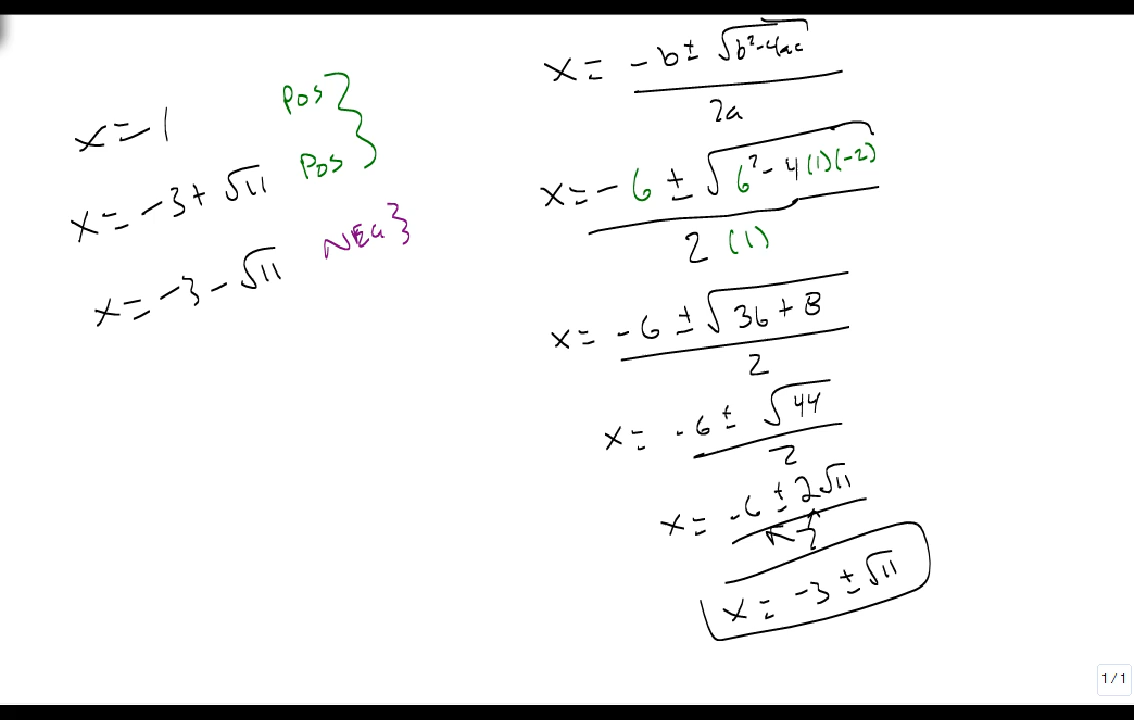 x = 1 POS }
x = -3 + √11 POS
x = -3 - √11 NEG }
x = (-b ± √(b² - 4ac)) / 2a
x = (-6 ± √(6² - 4(1)(-2))) / 2(1)
x = (-6 ± √(36 + 8)) / 2
x = (-6 ± √44) / 2
x = (-6 ± 2√11) / 2
x = -3 ± √11
1/1